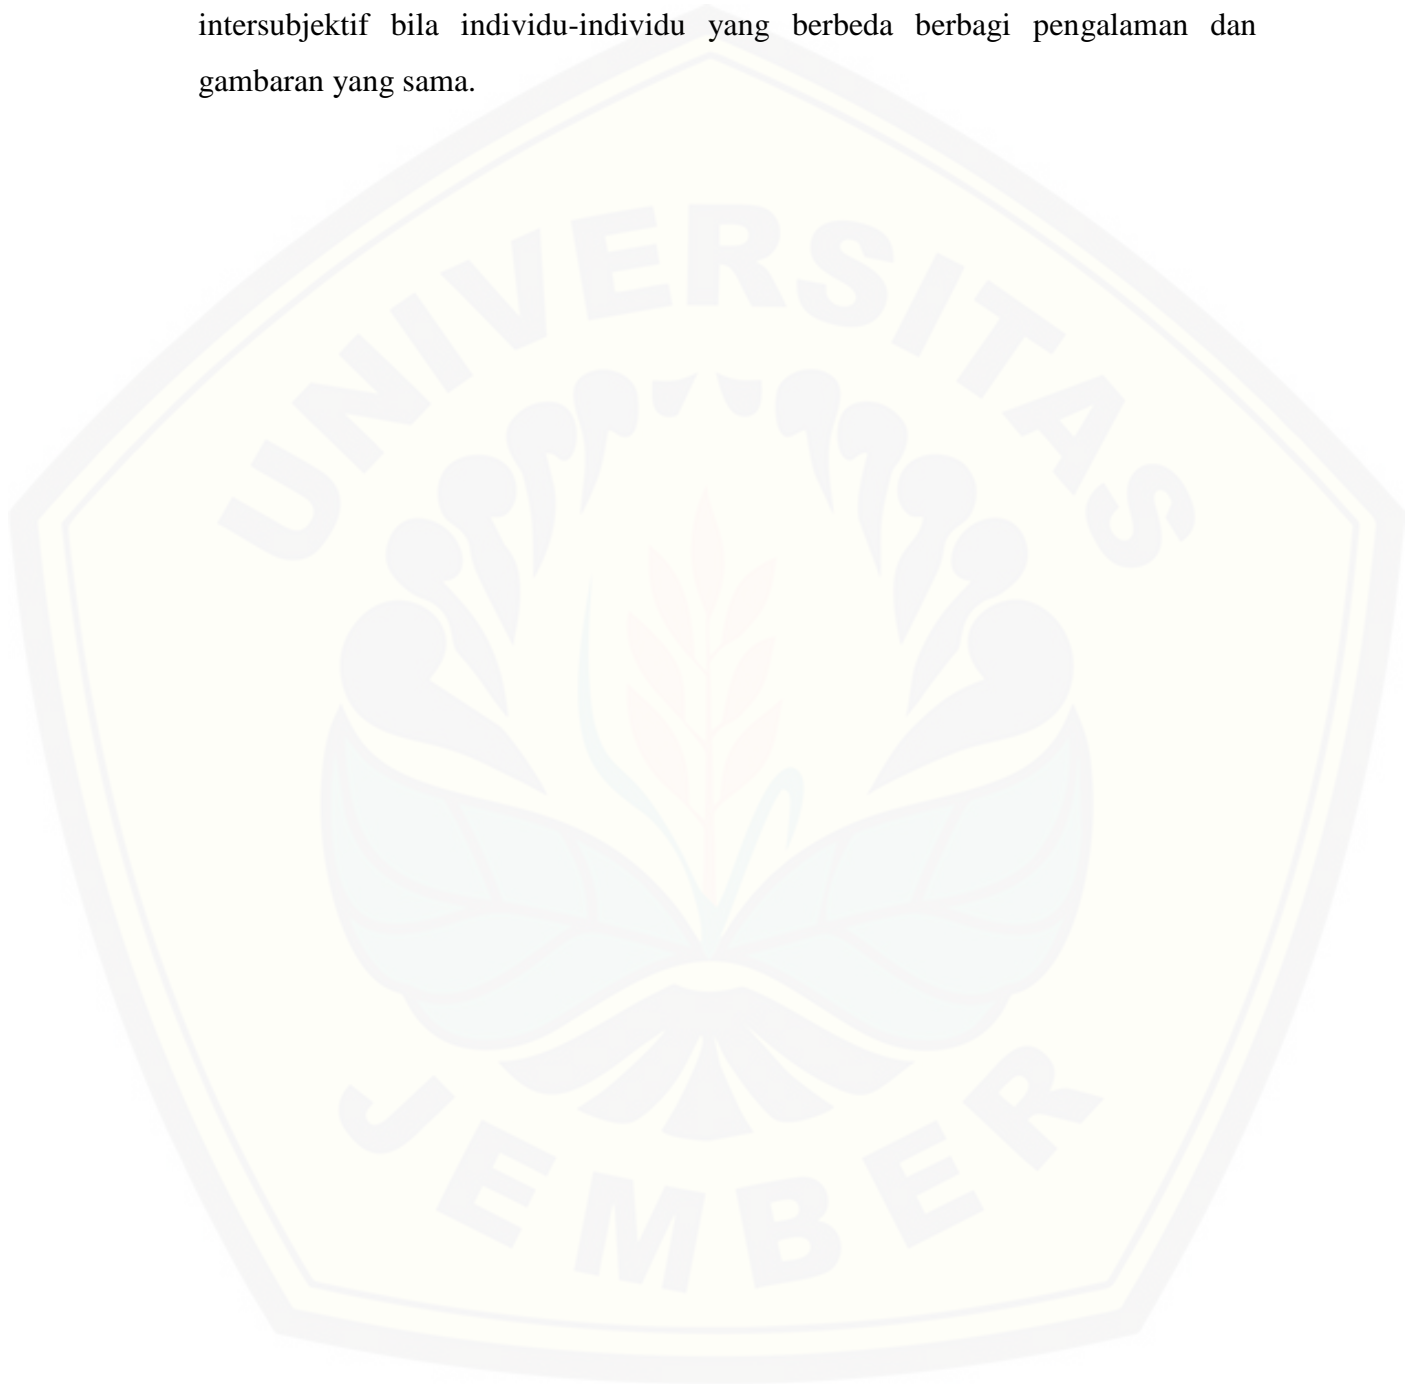 intersubjektif bila individu-individu yang berbeda berbagi pengalaman dan
gambaran yang sama.
UNIVERSITAS
JEMBER